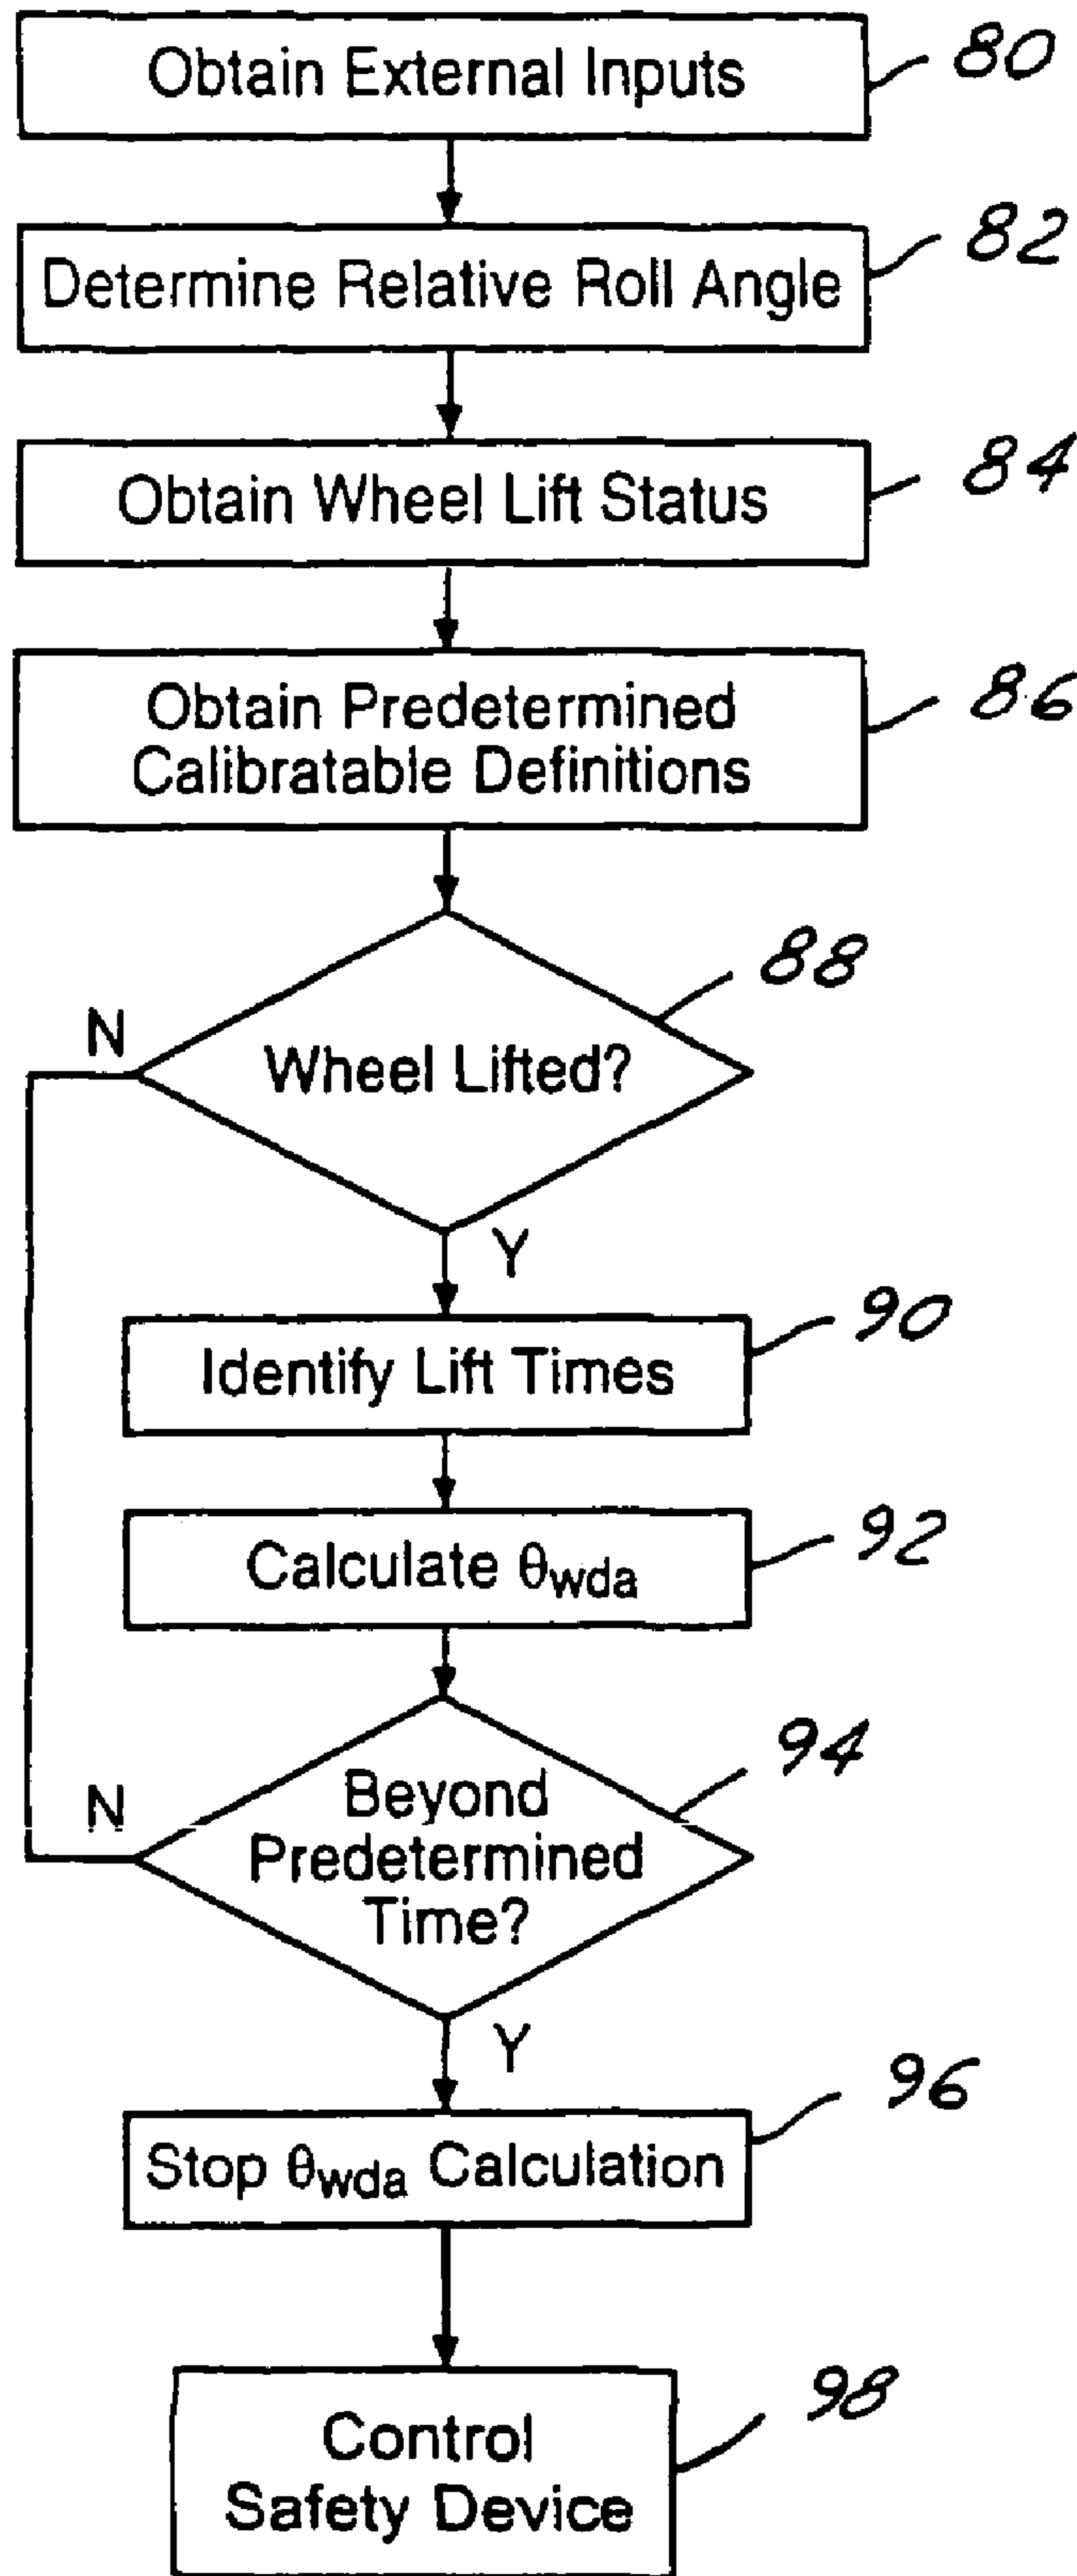 Obtain External Inputs
80
Determine Relative Roll Angle
82
Obtain Wheel Lift Status
84
Obtain Predetermined
Calibratable Definitions
86
Wheel Lifted?
88
N
Y
Identify Lift Times
90
Calculate θwda
92
Beyond
Predetermined
Time?
94
N
Y
Stop θwda Calculation
96
Control
Safety Device
98